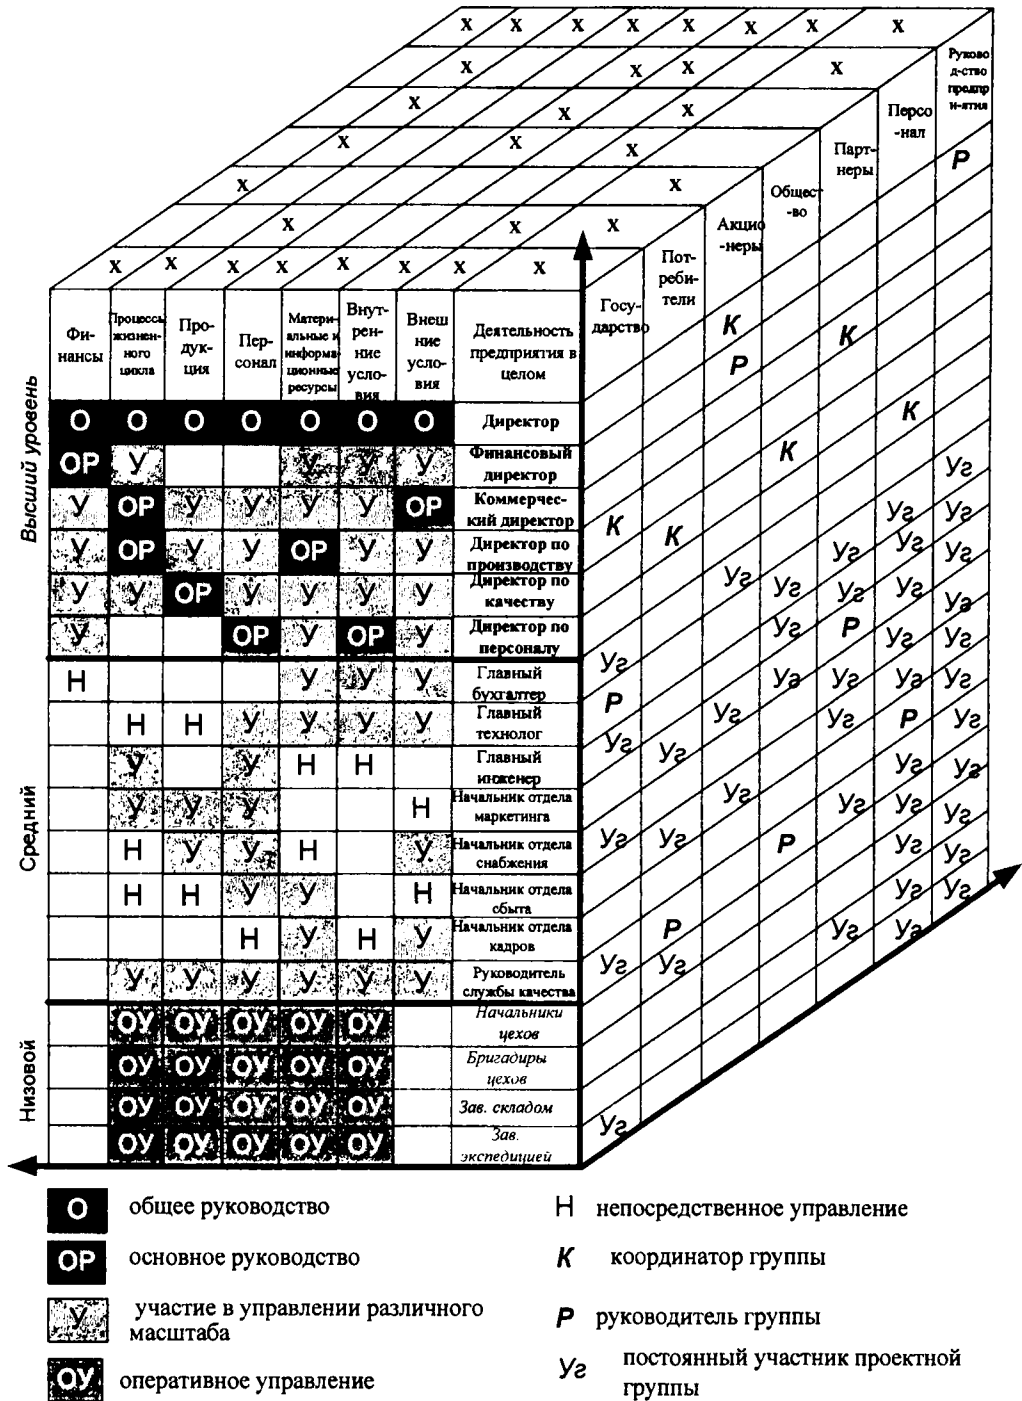 X X X X X X X X
X X X X
X X X
X X X
X X
X X X
X X X X X X X X
Руково
д-ство
предпр
и-ятия
Персо
-нал
Парт-
неры
Общест
-во
Акцио
-неры
Пот-
реби-
тели
Госу-
дарство
Высший уровень
Средний
Низовой
Фи-
нансы
Процессы
жизнен-
ного
цикла
Про-
дук-
ция
Пер-
сонал
Матери-
альные и
информа-
ционные
ресурсы
Внут-
рен-
ние
усло-
вия
Внеш
ние
усло-
вия
Деятельность
предприятия в
целом
О О О О О О О Директор
ОР У У У У Финансовый
директор
У ОР У У У У ОР Коммерчес-
кий директор
У ОР У У ОР У У Директор по
производству
У У ОР У У У У Директор по
качеству
У ОР У ОР У Директор по
персоналу
Н У У У Главный
бухгалтер
Н Н У У У У Главный
технолог
У У Н Н Главный
инженер
У У У Н Начальник отдела
маркетинга
Н У У Н У Начальник отдела
снабжения
Н Н У У Н Начальник отдела
сбыта
Н У Н У Начальник отдела
кадров
У У У У У У Руководитель
службы качества
ОУ ОУ ОУ ОУ ОУ Начальники
цехов
ОУ ОУ ОУ ОУ ОУ Бригадиры
цехов
ОУ ОУ ОУ ОУ ОУ Зав. складом
ОУ ОУ ОУ ОУ ОУ Зав.
экспедицией
К Уг Р Уг Уг Уг Уг
К Уг Уг Р Уг
К Р Уг Уг Уг
К Уг Уг Уг Р
К Уг Уг Р Уг Уг Уг Уг
К Уг Уг Уг Уг Р Уг Уг Уг Уг Уг
Р Уг Уг Уг Уг Уг Уг Уг Уг Уг Уг Уг
О общее руководство
ОР основное руководство
У участие в управлении различного
масштаба
ОУ оперативное управление
Н непосредственное управление
К координатор группы
Р руководитель группы
Уг постоянный участник проектной
группы